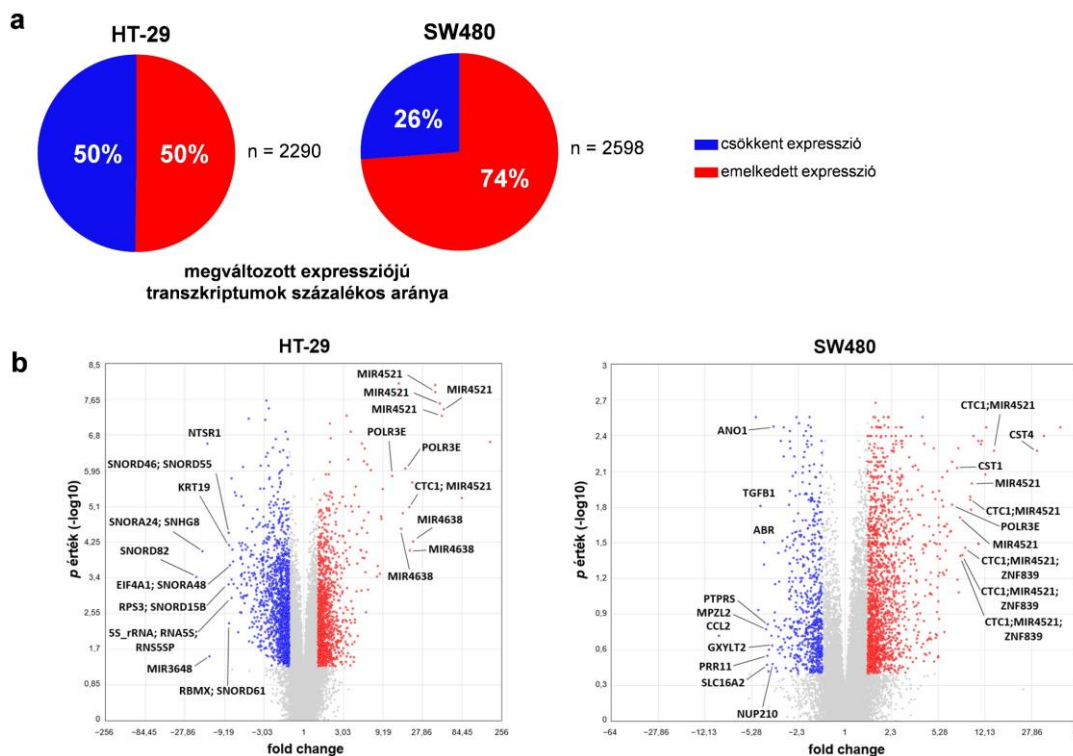 a
HT-29
SW480
50%
50%
n = 2290
26%
74%
n = 2598
csökkent expresszió
emelkedett expresszió
megváltozott expressziójú
transzkriptumok százalékos aránya
b
HT-29
p érték (-log10)
8,5
7,65
6,8
5,95
5,1
4,25
3,4
2,55
1,7
0,85
0
MIR4521
MIR4521
MIR4521
MIR4521
POLR3E
POLR3E
CTC1; MIR4521
MIR4638
MIR4638
MIR4638
NTSR1
SNORD46; SNORD55
KRT19
SNORA24; SNHG8
SNORD82
EIF4A1; SNORA48
RPS3; SNORD15B
5S_rRNA; RNA5S;
RNS5SP
MIR3648
RBMX; SNORD61
-256 −84,45 −27,86 −9,19 −3,03 1 3,03 9,19 27,86 84,45 256
fold change
SW480
p érték (-log10)
3
2,7
2,4
2,1
1,8
1,5
1,2
0,9
0,6
0,3
0
ANO1
TGFB1
ABR
PTPRS
MPZL2
CCL2
GXYLT2
PRR11
SLC16A2
NUP210
CTC1;MIR4521
CST4
CST1
MIR4521
CTC1;MIR4521
POLR3E
MIR4521
CTC1;MIR4521;
ZNF839
CTC1;MIR4521;
ZNF839
CTC1;MIR4521;
ZNF839
−64 −27,86 −12,13 −5,28 −2,3 1 2,3 5,28 12,13 27,86
fold change